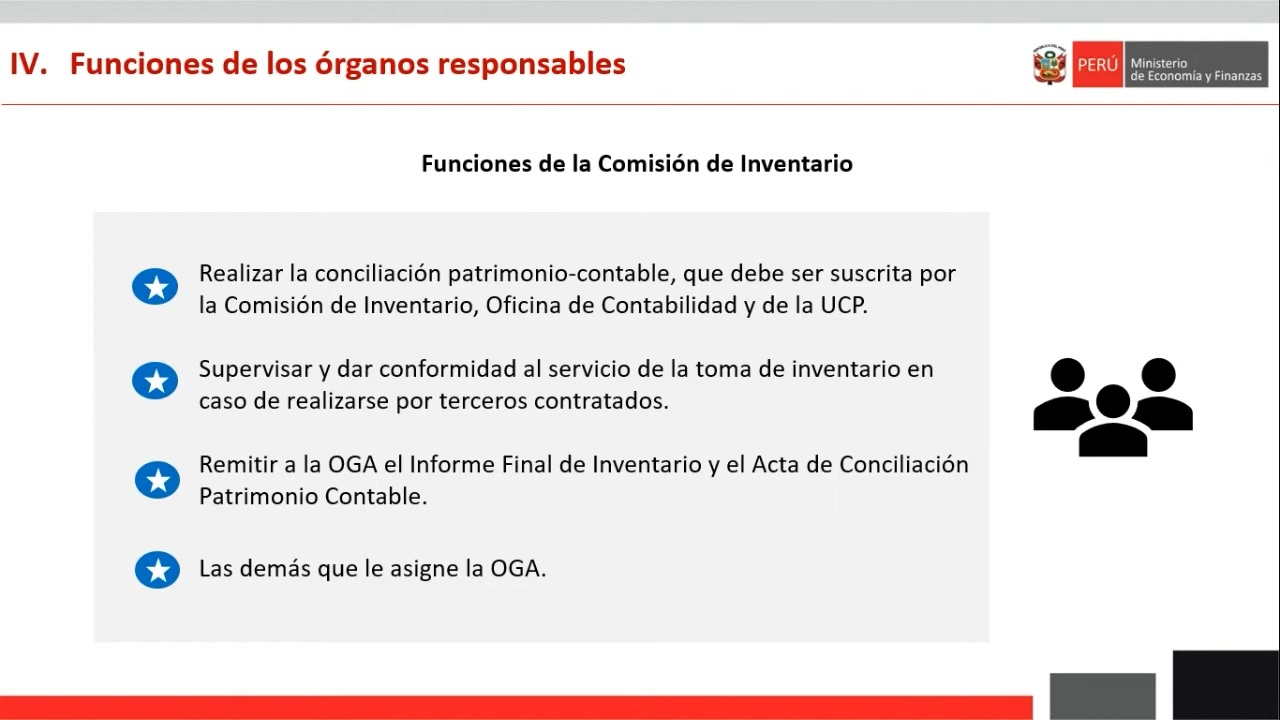 IV. Funciones de los órganos responsables
REPÚBLICA DEL PERÚ
PERÚ
Ministerio
de Economía y Finanzas
Funciones de la Comisión de Inventario
Realizar la conciliación patrimonio-contable, que debe ser suscrita por
la Comisión de Inventario, Oficina de Contabilidad y de la UCP.
Supervisar y dar conformidad al servicio de la toma de inventario en
caso de realizarse por terceros contratados.
Remitir a la OGA el Informe Final de Inventario y el Acta de Conciliación
Patrimonio Contable.
Las demás que le asigne la OGA.